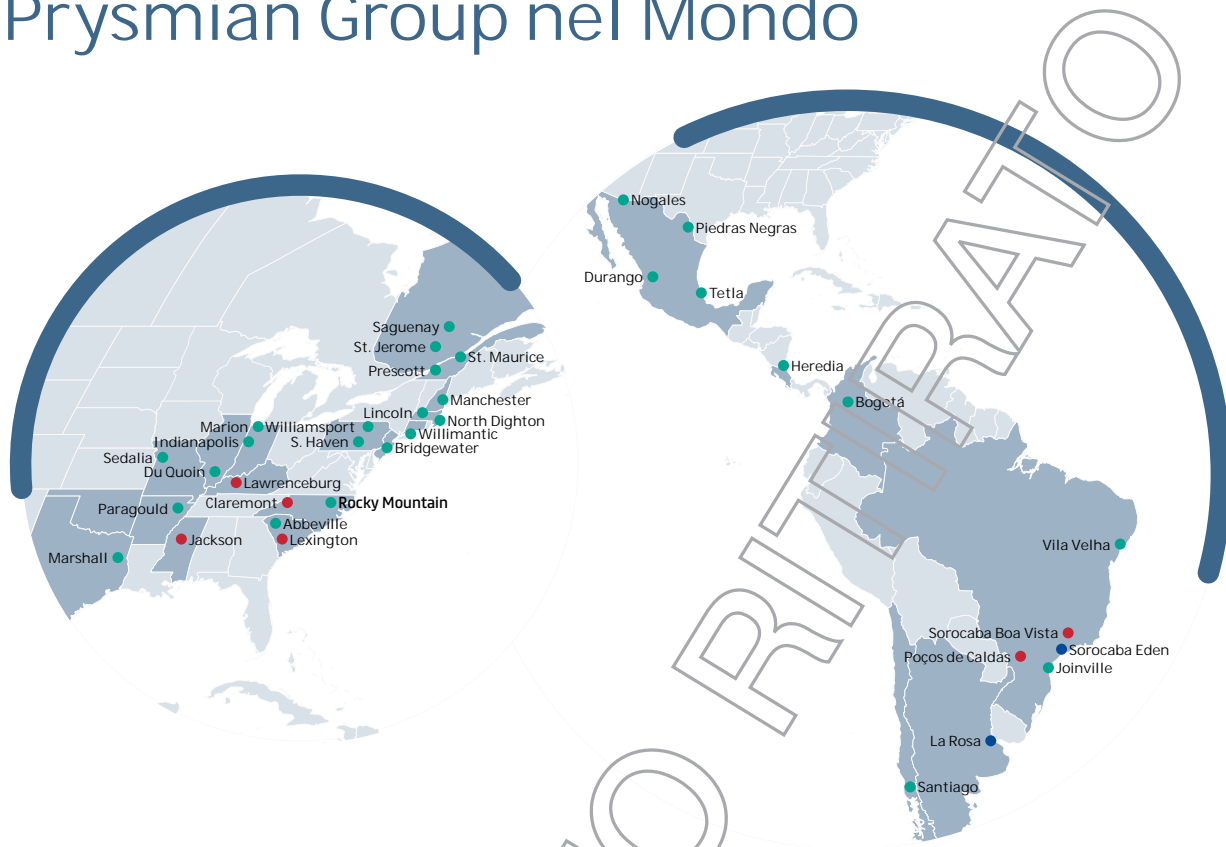 Prysmian Group nel Mondo
Saguenay
St. Jerome
St. Maurice
Prescott
Manchester
Lincoln
North Dighton
Marion
Williamsport
Willimantic
Indianapolis
S. Haven
Bridgewater
Sedalia
Du Quoin
Lawrenceburg
Claremont
Rocky Mountain
Paragould
Abbeville
Jackson
Lexington
Marshall
Nogales
Piedras Negras
Durango
Tetla
Heredia
Bogotá
Vila Velha
Sorocaba Boa Vista
Sorocaba Eden
Poços de Caldas
Joinville
La Rosa
Santiago
O RITIRATO